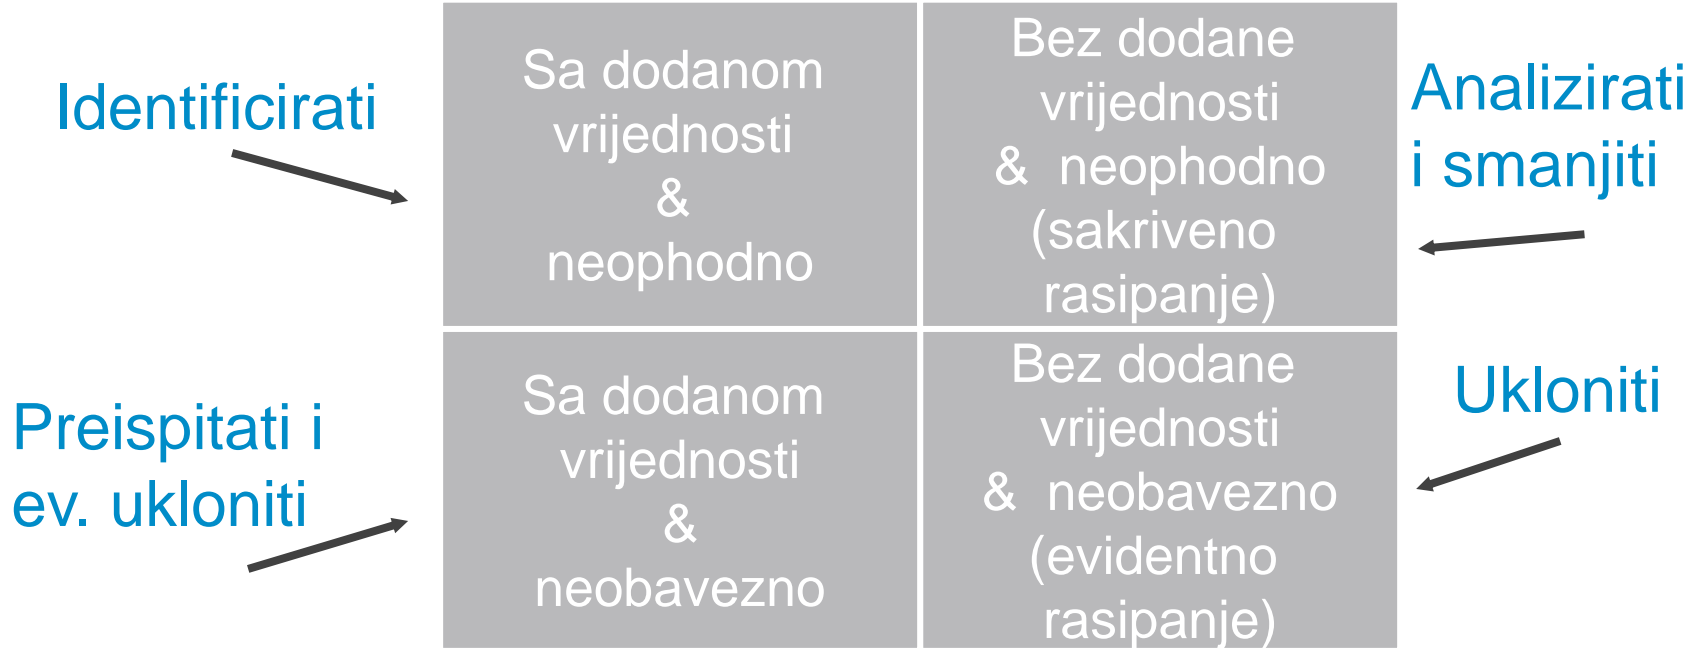 Identificirati
Sa dodanom
vrijednosti
&
neophodno
Bez dodane
vrijednosti
& neophodno
(sakriveno
rasipanje)
Analizirati
i smanjiti
Preispitati i
ev. ukloniti
Sa dodanom
vrijednosti
&
neobavezno
Bez dodane
vrijednosti
& neobavezno
(evidentno
rasipanje)
Ukloniti